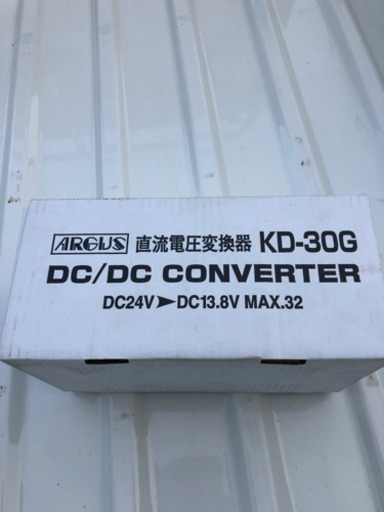 ARGUS 直流電圧変換器 KD-30G
DC/DC CONVERTER
DC24V➤DC13.8V MAX.32